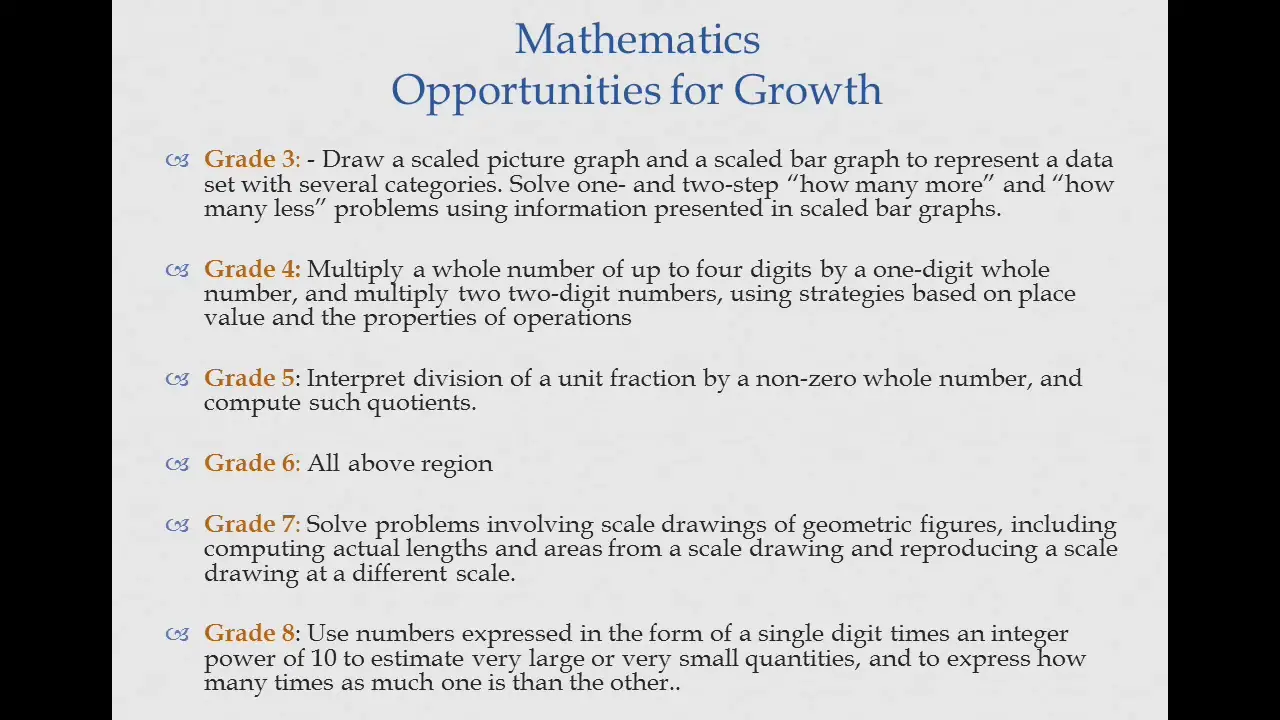 Mathematics
Opportunities for Growth
Grade 3: - Draw a scaled picture graph and a scaled bar graph to represent a data
set with several categories. Solve one- and two-step “how many more” and “how
many less” problems using information presented in scaled bar graphs.
Grade 4: Multiply a whole number of up to four digits by a one-digit whole
number, and multiply two two-digit numbers, using strategies based on place
value and the properties of operations
Grade 5: Interpret division of a unit fraction by a non-zero whole number, and
compute such quotients.
Grade 6: All above region
Grade 7: Solve problems involving scale drawings of geometric figures, including
computing actual lengths and areas from a scale drawing and reproducing a scale
drawing at a different scale.
Grade 8: Use numbers expressed in the form of a single digit times an integer
power of 10 to estimate very large or very small quantities, and to express how
many times as much one is than the other..